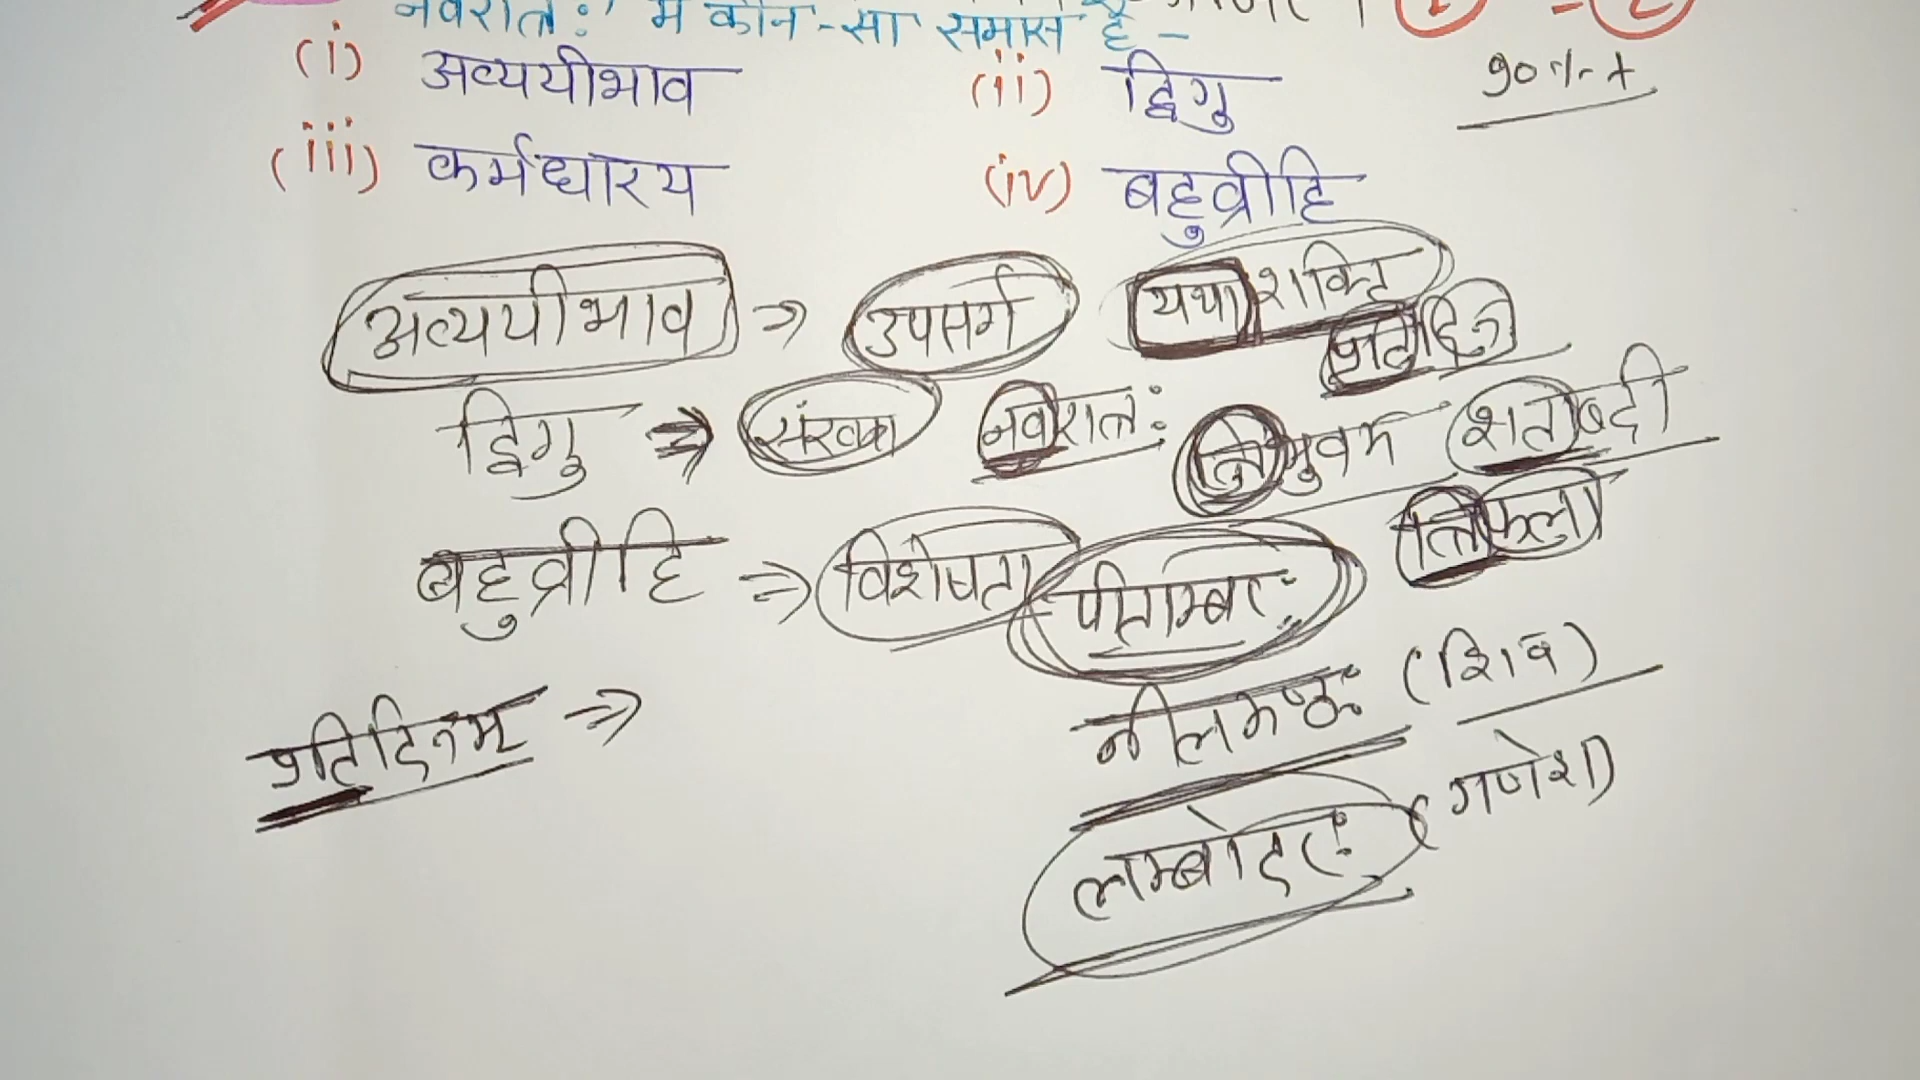 नवरात्रः' में कौन-सा समास है -
(i) अव्ययीभाव (ii) द्विगु 90%+
(iii) कर्मधारय (iv) बहुव्रीहि
अव्ययीभाव ⇒ उपसर्ग यथाशक्ति
प्रतिदिन
द्विगु ⇒ संख्या नवरात्रः त्रिभुवन शताब्दी
त्रिफला
बहुव्रीहि ⇒ विशेषता पीताम्बरः
प्रतिदिनम् ⇒ नीलकण्ठः (शिव)
लम्बोदरः (गणेश)